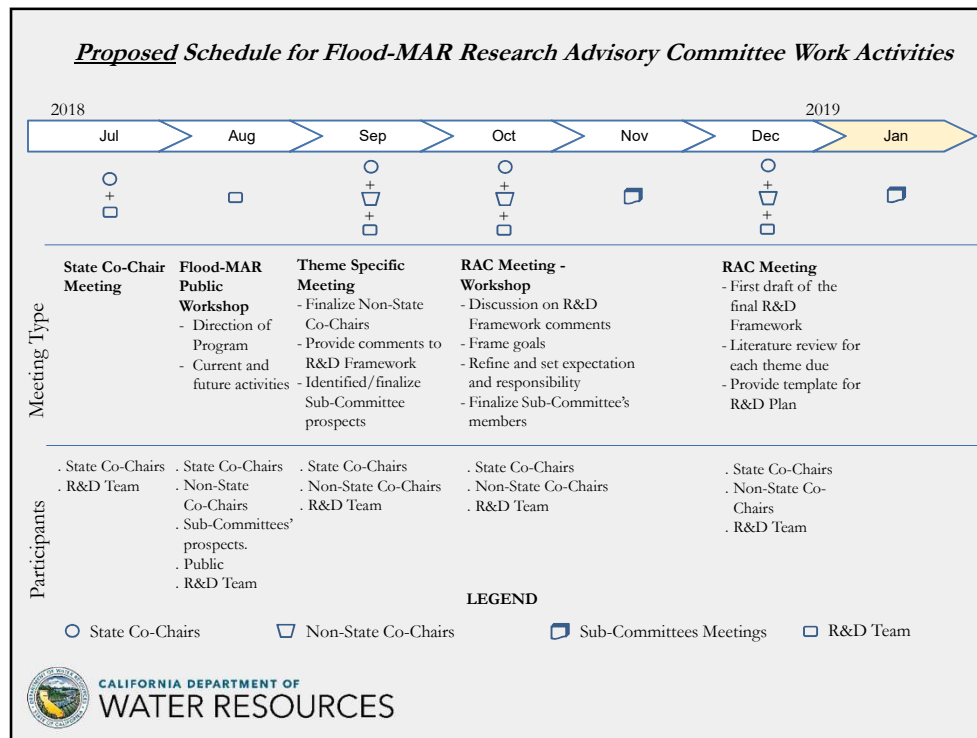 Proposed Schedule for Flood-MAR Research Advisory Committee Work Activities
2018
2019
Jul
Aug
Sep
Oct
Nov
Dec
Jan
+
+
+
+
+
+
+
Meeting Type
State Co-Chair
Meeting
Flood-MAR
Public
Workshop
- Direction of
Program
- Current and
future activities
Theme Specific
Meeting
- Finalize Non-State
Co-Chairs
- Provide comments to
R&D Framework
- Identified/finalize
Sub-Committee
prospects
RAC Meeting -
Workshop
- Discussion on R&D
Framework comments
- Frame goals
- Refine and set expectation
and responsibility
- Finalize Sub-Committee's
members
RAC Meeting
- First draft of the
final R&D
Framework
- Literature review for
each theme due
- Provide template for
R&D Plan
Participants
. State Co-Chairs
. R&D Team
. State Co-Chairs
. Non-State
Co-Chairs
. Sub-Committees'
prospects.
. Public
. R&D Team
. State Co-Chairs
. Non-State Co-Chairs
. R&D Team
. State Co-Chairs
. Non-State Co-Chairs
. R&D Team
. State Co-Chairs
. Non-State Co-
Chairs
. R&D Team
LEGEND
State Co-Chairs
Non-State Co-Chairs
Sub-Committees Meetings
R&D Team
CALIFORNIA DEPARTMENT OF
WATER RESOURCES